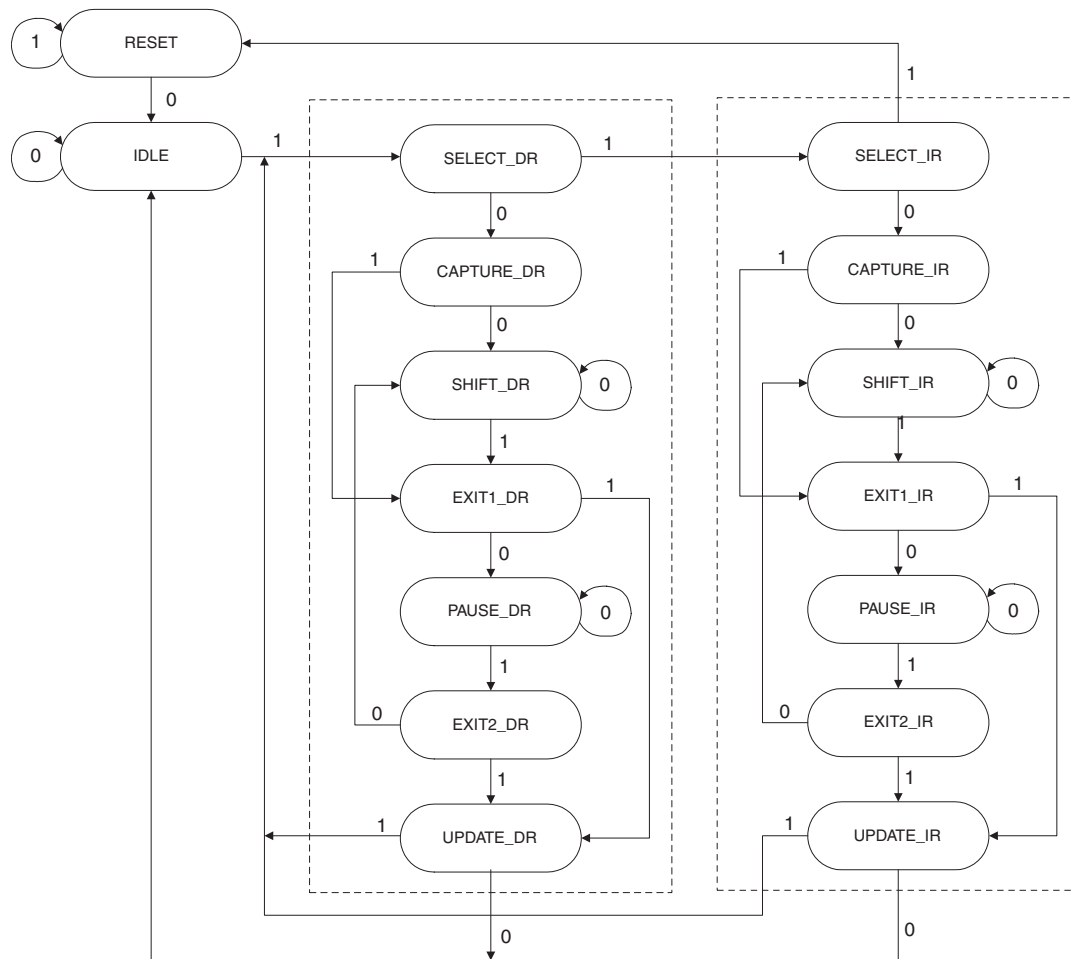 RESET
1
0
1
IDLE
0
1
SELECT_DR
1
SELECT_IR
0
0
1
CAPTURE_DR
1
CAPTURE_IR
0
0
SHIFT_DR
0
SHIFT_IR
0
1
1
EXIT1_DR
1
EXIT1_IR
1
0
0
PAUSE_DR
0
PAUSE_IR
0
1
1
0
EXIT2_DR
0
EXIT2_IR
1
1
1
UPDATE_DR
1
UPDATE_IR
0
0